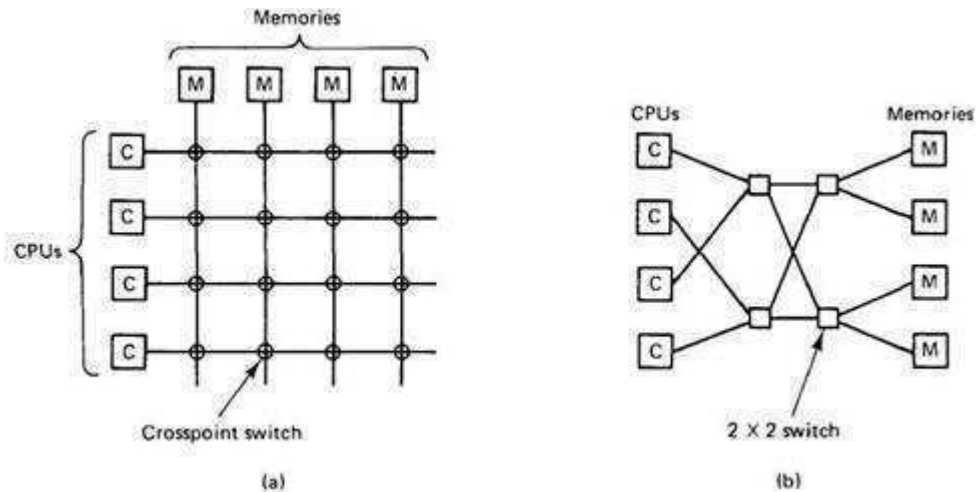 Memories
M M M M
C
C
CPUs
C
C
Crosspoint switch
(a)
CPUs Memories
C M
C M
C M
C M
2 X 2 switch
(b)